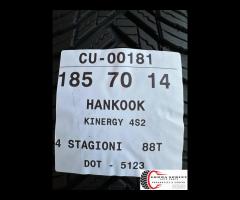 CU-00181
185 70 14
HANKOOK
KINERGY 4S2
4 STAGIONI 88T
DOT - 5123